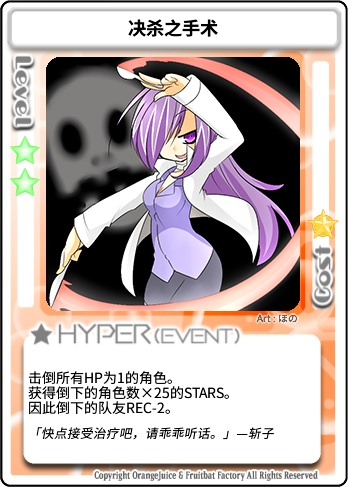 决杀之手术
Level
Cost
Art : ほの
HYPER (EVENT)
击倒所有HP为1的角色。
获得倒下的角色数×25的STARS。
因此倒下的队友REC-2。
「快点接受治疗吧，请乖乖听话。」—斩子
Copyright OrangeJuice & Fruitbat Factory All Rights Reserved